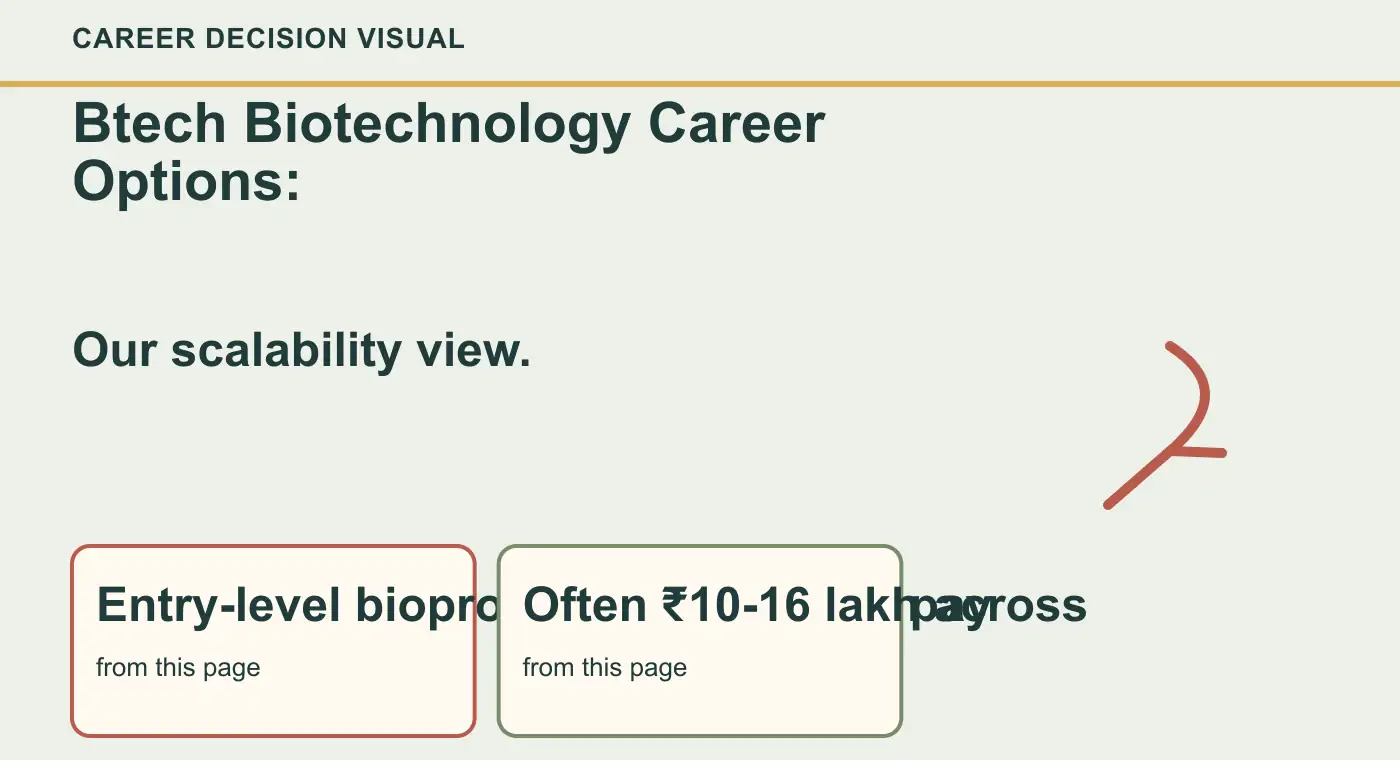 CAREER DECISION VISUAL
Btech Biotechnology Career
Options:
Our scalability view.
Entry-level biopro
Often ₹10-16 lakh across
pay
from this page
from this page